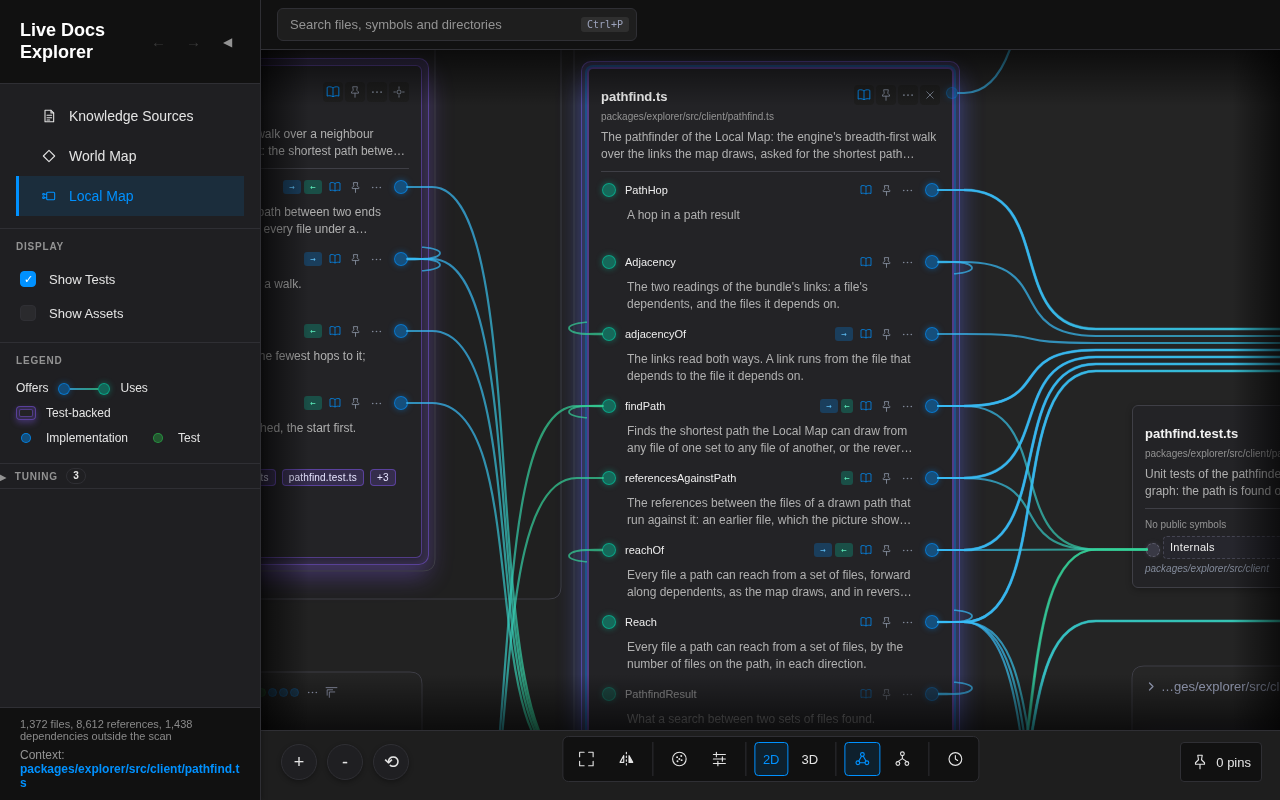 Live Docs
Explorer
Search files, symbols and directories
Ctrl+P
Knowledge Sources
World Map
Local Map
DISPLAY
Show Tests
Show Assets
LEGEND
Offers
Uses
Test-backed
Implementation
Test
TUNING
3
1,372 files, 8,612 references, 1,438
dependencies outside the scan
Context:
packages/explorer/src/client/pathfind.t
s
walk over a neighbour
: the shortest path betwe…
path between two ends
every file under a…
a walk.
he fewest hops to it;
hed, the start first.
ts
pathfind.test.ts
+3
pathfind.ts
packages/explorer/src/client/pathfind.ts
The pathfinder of the Local Map: the engine's breadth-first walk
over the links the map draws, asked for the shortest path…
PathHop
A hop in a path result
Adjacency
The two readings of the bundle's links: a file's
dependents, and the files it depends on.
adjacencyOf
The links read both ways. A link runs from the file that
depends to the file it depends on.
findPath
Finds the shortest path the Local Map can draw from
any file of one set to any file of another, or the rever…
referencesAgainstPath
The references between the files of a drawn path that
run against it: an earlier file, which the picture show…
reachOf
Every file a path can reach from a set of files, forward
along dependents, as the map draws, and in revers…
Reach
Every file a path can reach from a set of files, by the
number of files on the path, in each direction.
PathfindResult
What a search between two sets of files found.
pathfind.test.ts
packages/explorer/src/client/pa
Unit tests of the pathfinde
graph: the path is found o
No public symbols
Internals
packages/explorer/src/client
…ges/explorer/src/cl
+
-
2D
3D
0 pins